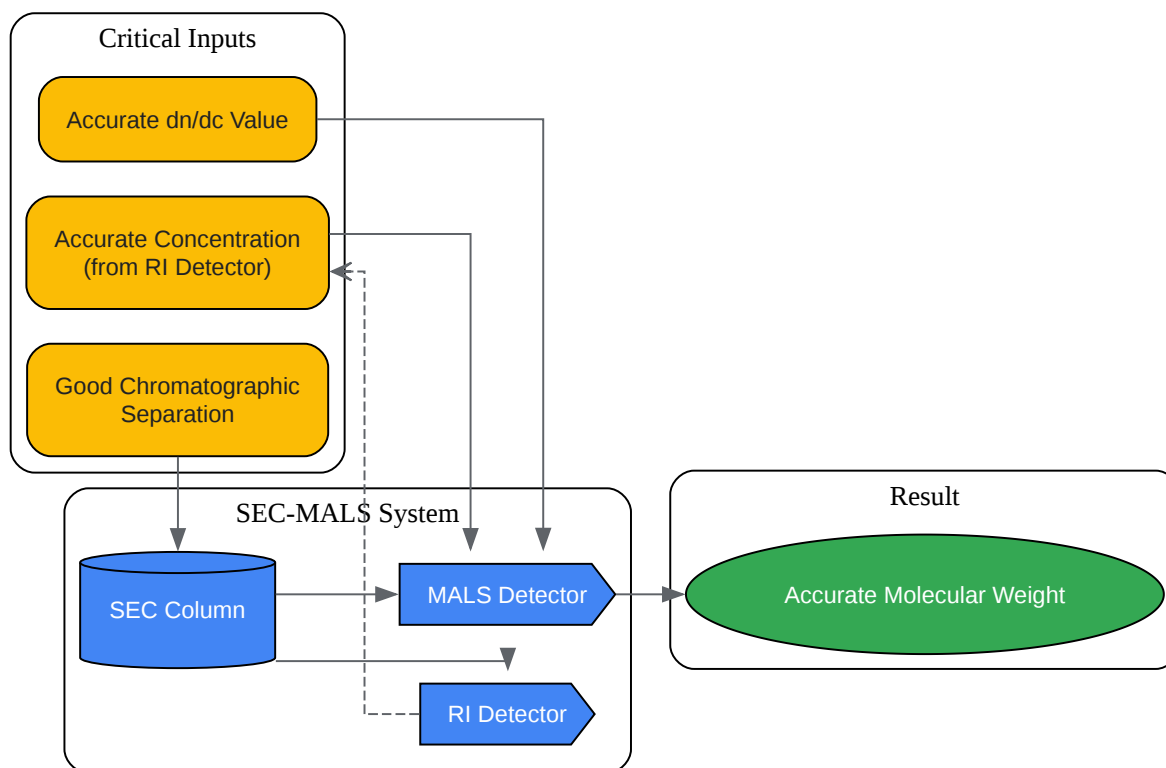 Critical Inputs
Accurate dn/dc Value
Accurate Concentration
(from RI Detector)
Good Chromatographic
Separation
SEC-MALS System
SEC Column
MALS Detector
RI Detector
Result
Accurate Molecular Weight